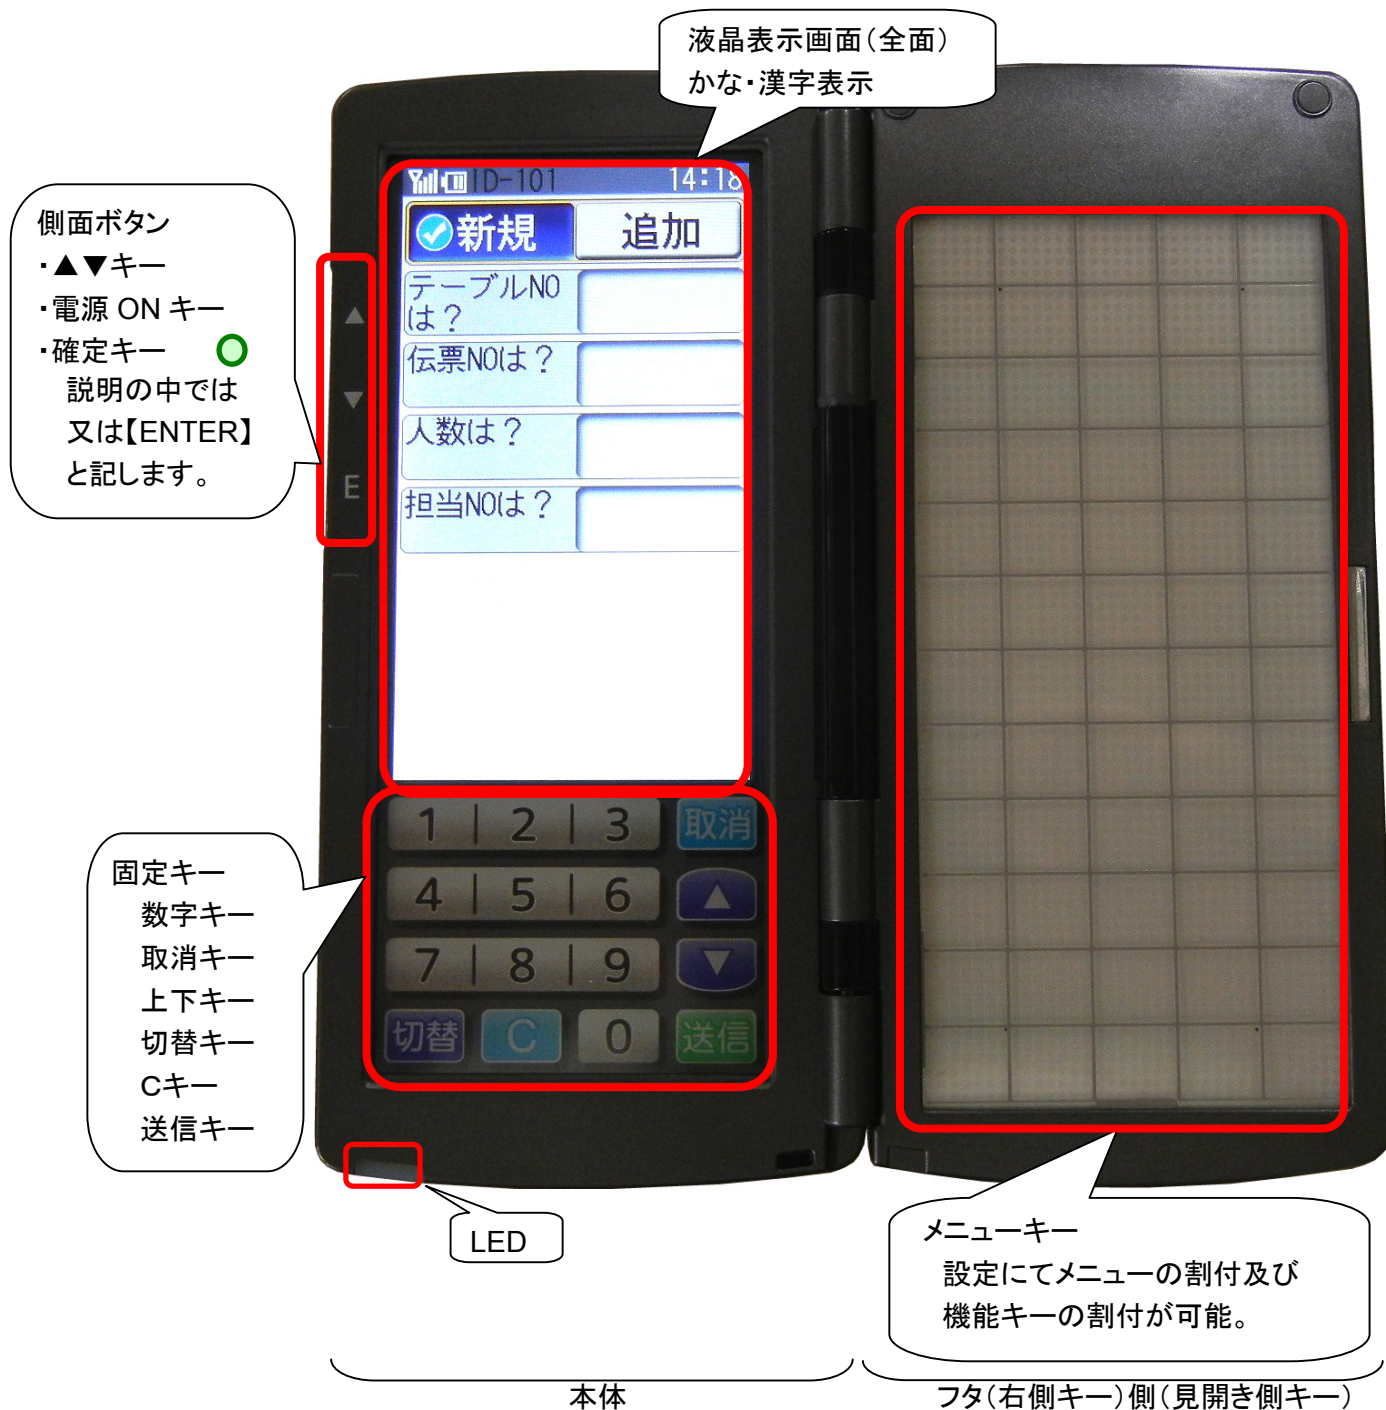 液晶表示画面（全面）
かな・漢字表示
側面ボタン
・▲▼キー
・電源 ON キー
・確定キー
説明の中では
又は【ENTER】
と記します。
ID-101 14:18
新規 追加
テーブルNO
は？
伝票NOは？
人数は？
担当NOは？
▲
▼
E
1 2 3 取消
4 5 6 ▲
7 8 9 ▼
切替 C 0 送信
固定キー
数字キー
取消キー
上下キー
切替キー
Cキー
送信キー
LED
メニューキー
設定にてメニューの割付及び
機能キーの割付が可能。
本体
フタ（右側キー）側（見開き側キー）